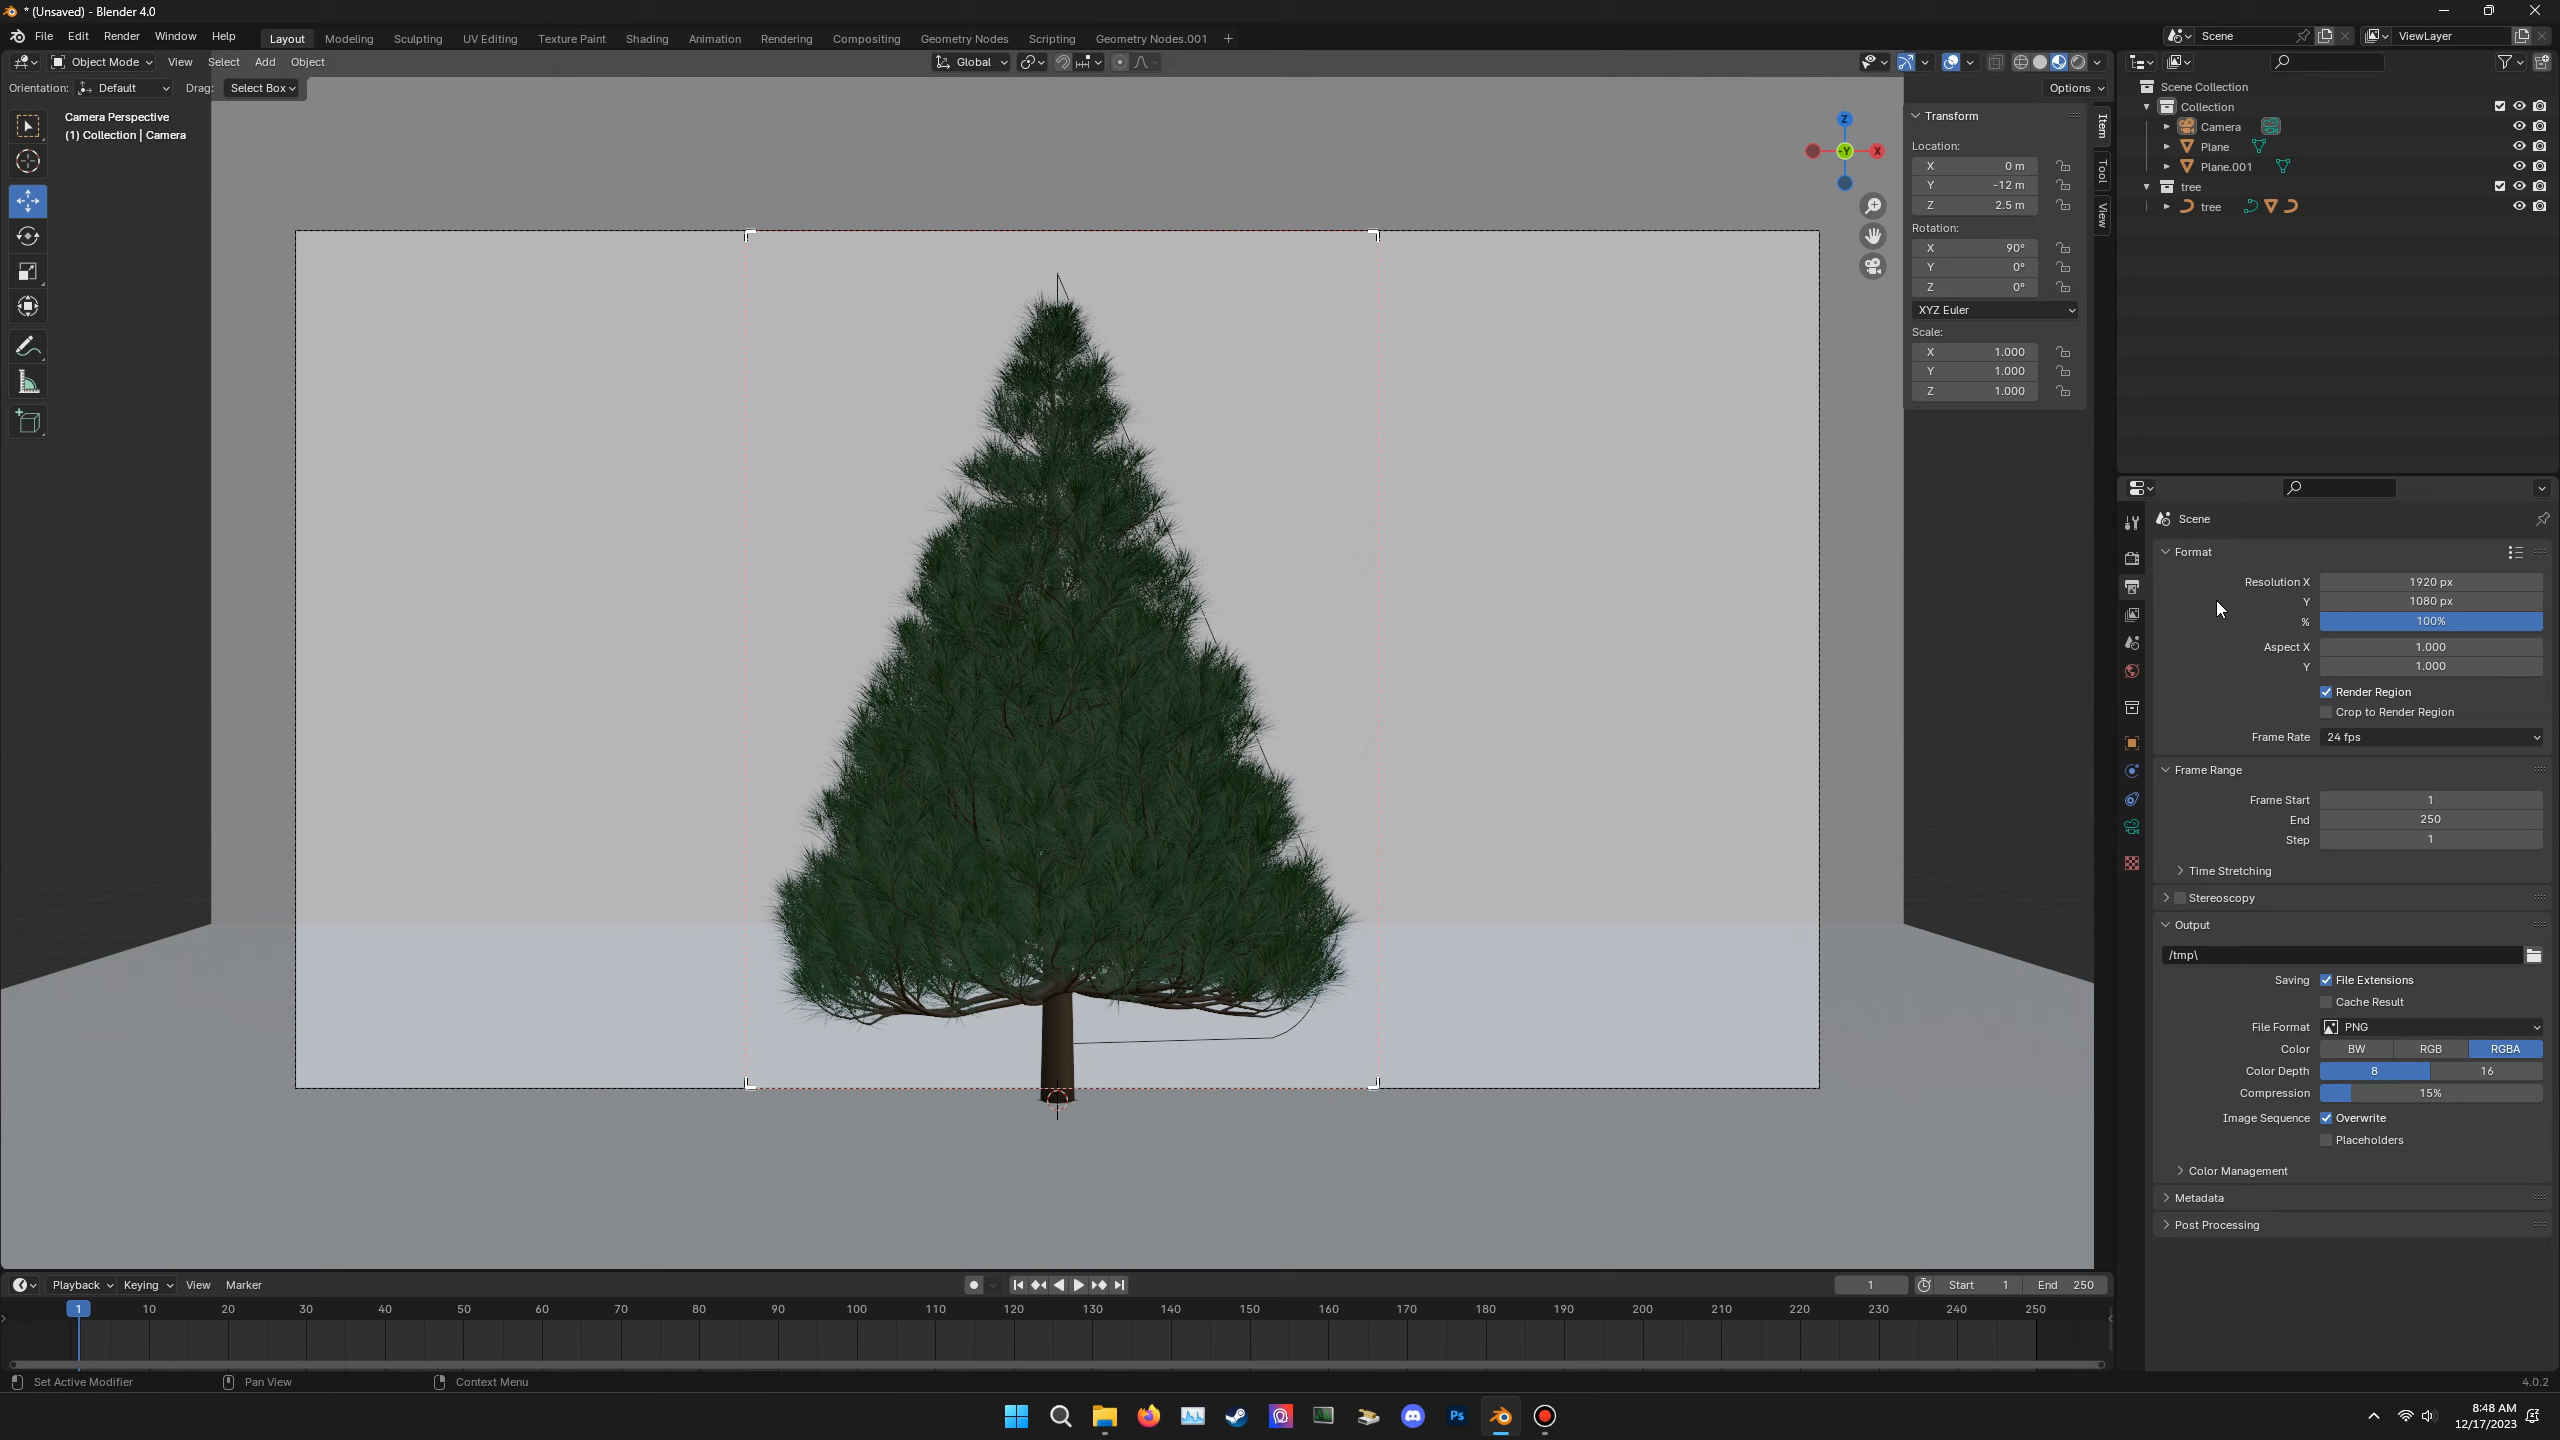 * (Unsaved) - Blender 4.0
File Edit Render Window Help Layout Modeling Sculpting UV Editing Texture Paint Shading Animation Rendering Compositing Geometry Nodes Scripting Geometry Nodes.001 + Scene ViewLayer
Object Mode View Select Add Object Global
Orientation: Default Drag: Select Box Options
Camera Perspective
(1) Collection | Camera
Z
-Y
X
Transform
Location:
X 0 m
Y -12 m
Z 2.5 m
Rotation:
X 90°
Y 0°
Z 0°
XYZ Euler
Scale:
X 1.000
Y 1.000
Z 1.000
Item
Tool
View
Scene Collection
Collection
Camera
Plane
Plane.001
tree
tree
Scene
Format
Resolution X 1920 px
Y 1080 px
% 100%
Aspect X 1.000
Y 1.000
Render Region
Crop to Render Region
Frame Rate 24 fps
Frame Range
Frame Start 1
End 250
Step 1
Time Stretching
Stereoscopy
Output
/tmp\
Saving File Extensions
Cache Result
File Format PNG
Color BW RGB RGBA
Color Depth 8 16
Compression 15%
Image Sequence Overwrite
Placeholders
Color Management
Metadata
Post Processing
Playback Keying View Marker 1 Start 1 End 250
1 10 20 30 40 50 60 70 80 90 100 110 120 130 140 150 160 170 180 190 200 210 220 230 240 250
Set Active Modifier Pan View Context Menu 4.0.2
Ps
8:48 AM
12/17/2023